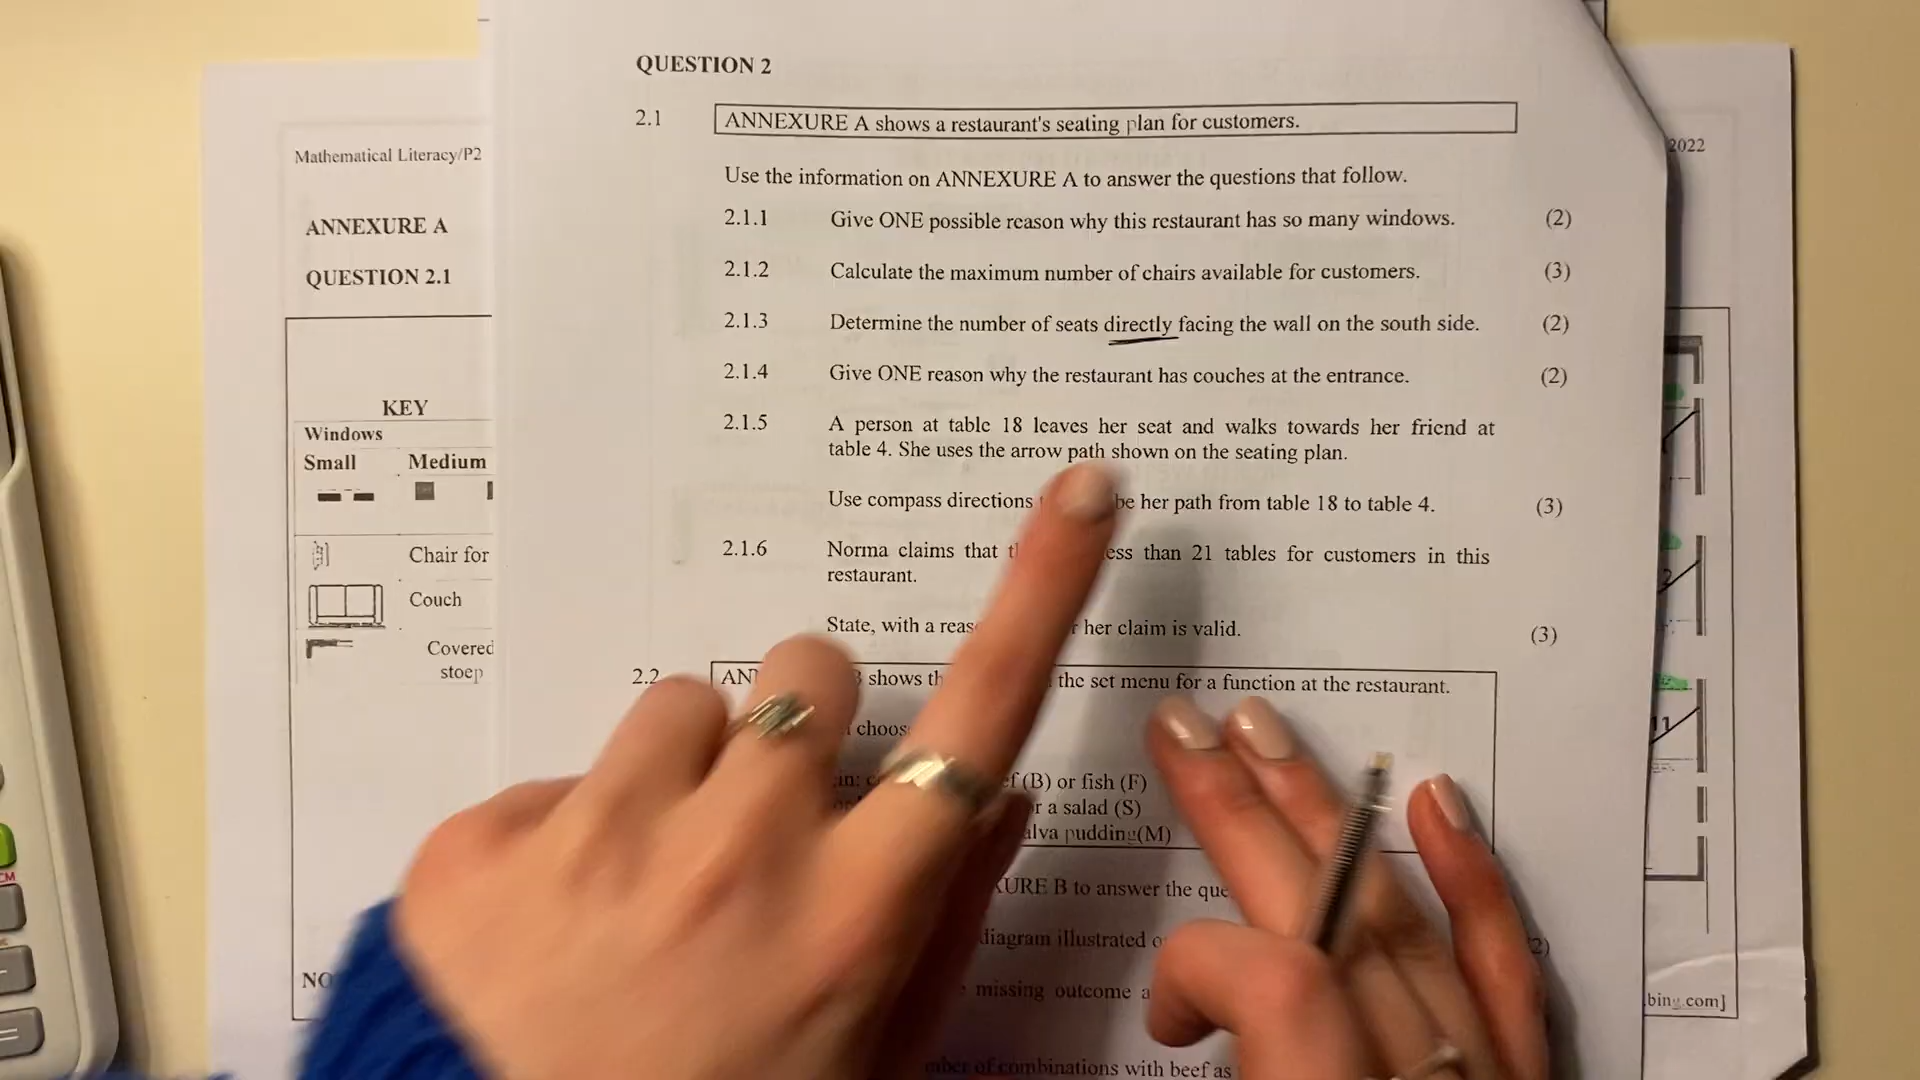 QUESTION 2
2.1 ANNEXURE A shows a restaurant's seating plan for customers.
Use the information on ANNEXURE A to answer the questions that follow.
2.1.1 Give ONE possible reason why this restaurant has so many windows. (2)
2.1.2 Calculate the maximum number of chairs available for customers. (3)
2.1.3 Determine the number of seats directly facing the wall on the south side. (2)
2.1.4 Give ONE reason why the restaurant has couches at the entrance. (2)
2.1.5 A person at table 18 leaves her seat and walks towards her friend at
table 4. She uses the arrow path shown on the seating plan.
Use compass directions be her path from table 18 to table 4. (3)
2.1.6 Norma claims that ess than 21 tables for customers in this
restaurant.
State, with a reas her claim is valid. (3)
2.2 shows the set menu for a function at the restaurant.
choos
(B) or fish (F)
or a salad (S)
alva pudding(M)
XURE B to answer the que
diagram illustrated
missing outcome a
mber of combinations with beef as
Mathematical Literacy/P2
2022
ANNEXURE A
QUESTION 2.1
KEY
Windows
Small Medium
Chair for
Couch
Covered
stoep
NO
11
bing.com]